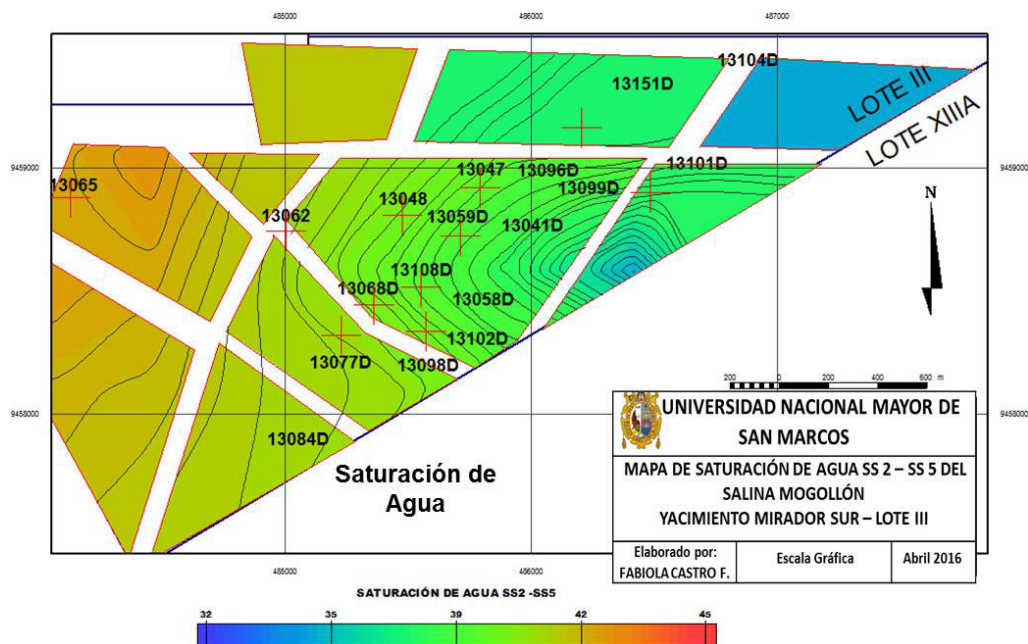 485000 486000 487000
13104D
13151D
LOTE III
LOTE XIIIA
9459000 9459000
13101D
13047 13096D
13065 13099D
13048
13062 13059D 13041D
N
13108D
13068D 13058D
13102D
13077D 13098D
200 0 200 400 600 m
9458000 9458000
13084D
Saturación de
Agua
UNIVERSIDAD NACIONAL MAYOR DE
SAN MARCOS
MAPA DE SATURACIÓN DE AGUA SS 2 – SS 5 DEL
SALINA MOGOLLÓN
YACIMIENTO MIRADOR SUR – LOTE III
Elaborado por:
FABIOLA CASTRO F.
Escala Gráfica
Abril 2016
485000 486000 487000
SATURACIÓN DE AGUA SS2 -SS5
32 35 39 42 45